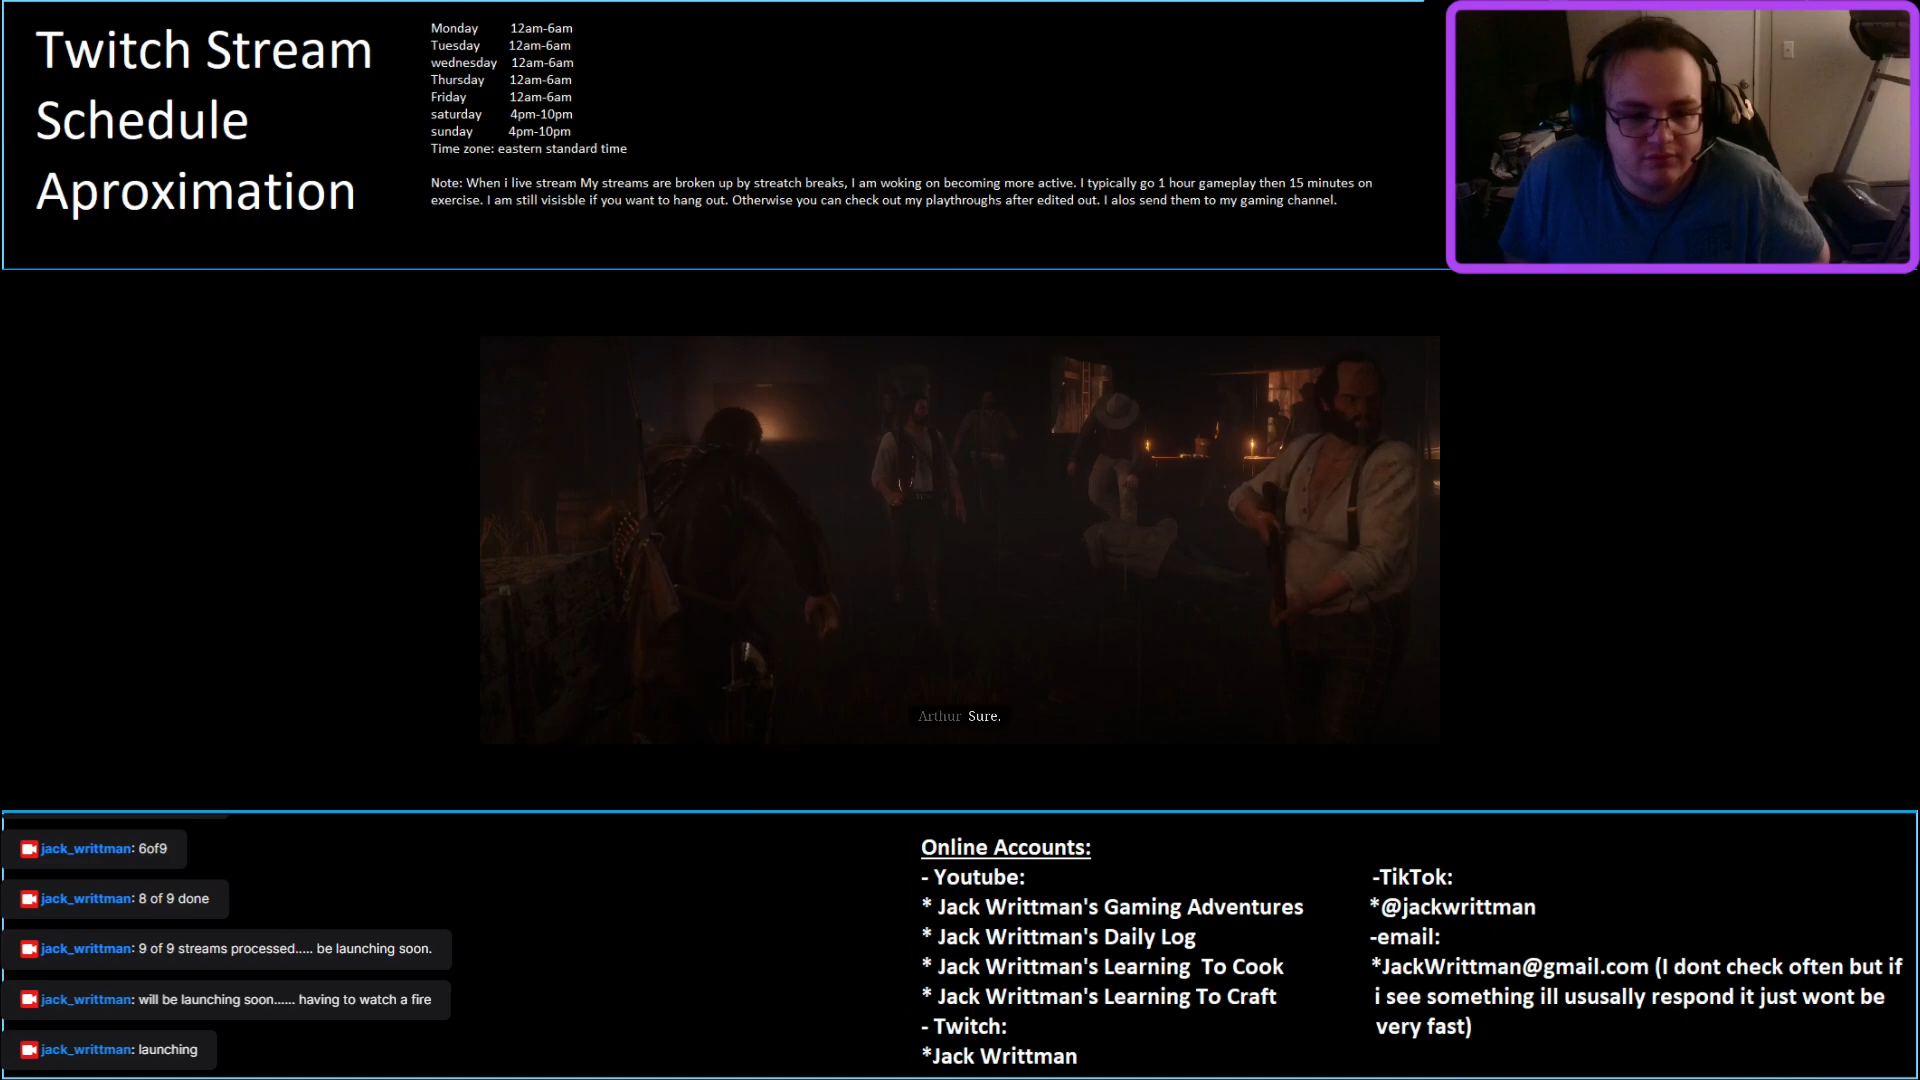 Twitch Stream
Schedule
Aproximation
Monday 12am-6am
Tuesday 12am-6am
wednesday 12am-6am
Thursday 12am-6am
Friday 12am-6am
saturday 4pm-10pm
sunday 4pm-10pm
Time zone: eastern standard time
Note: When i live stream My streams are broken up by streatch breaks, I am woking on becoming more active. I typically go 1 hour gameplay then 15 minutes on
exercise. I am still visisble if you want to hang out. Otherwise you can check out my playthroughs after edited out. I alos send them to my gaming channel.
Arthur Sure.
jack_writtman: 6of9
jack_writtman: 8 of 9 done
jack_writtman: 9 of 9 streams processed..... be launching soon.
jack_writtman: will be launching soon...... having to watch a fire
jack_writtman: launching
Online Accounts:
- Youtube:
* Jack Writtman's Gaming Adventures
* Jack Writtman's Daily Log
* Jack Writtman's Learning To Cook
* Jack Writtman's Learning To Craft
- Twitch:
*Jack Writtman
-TikTok:
*@jackwrittman
-email:
*JackWrittman@gmail.com (I dont check often but if
i see something ill ususally respond it just wont be
very fast)